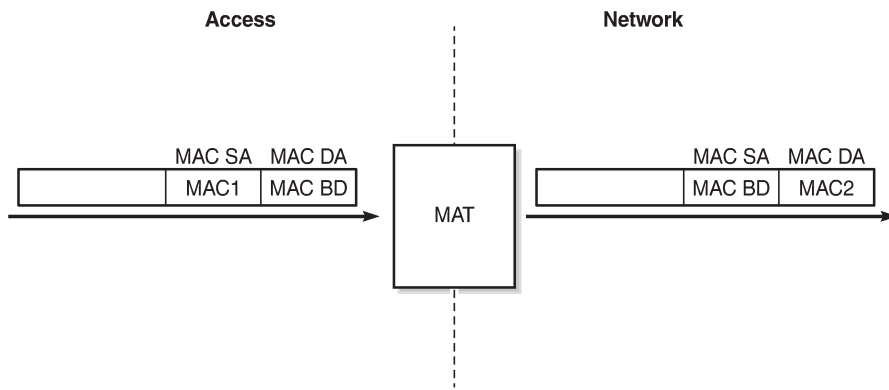 Access
Network
MAC SA MAC DA
MAC1 MAC BD
MAT
MAC SA MAC DA
MAC BD MAC2